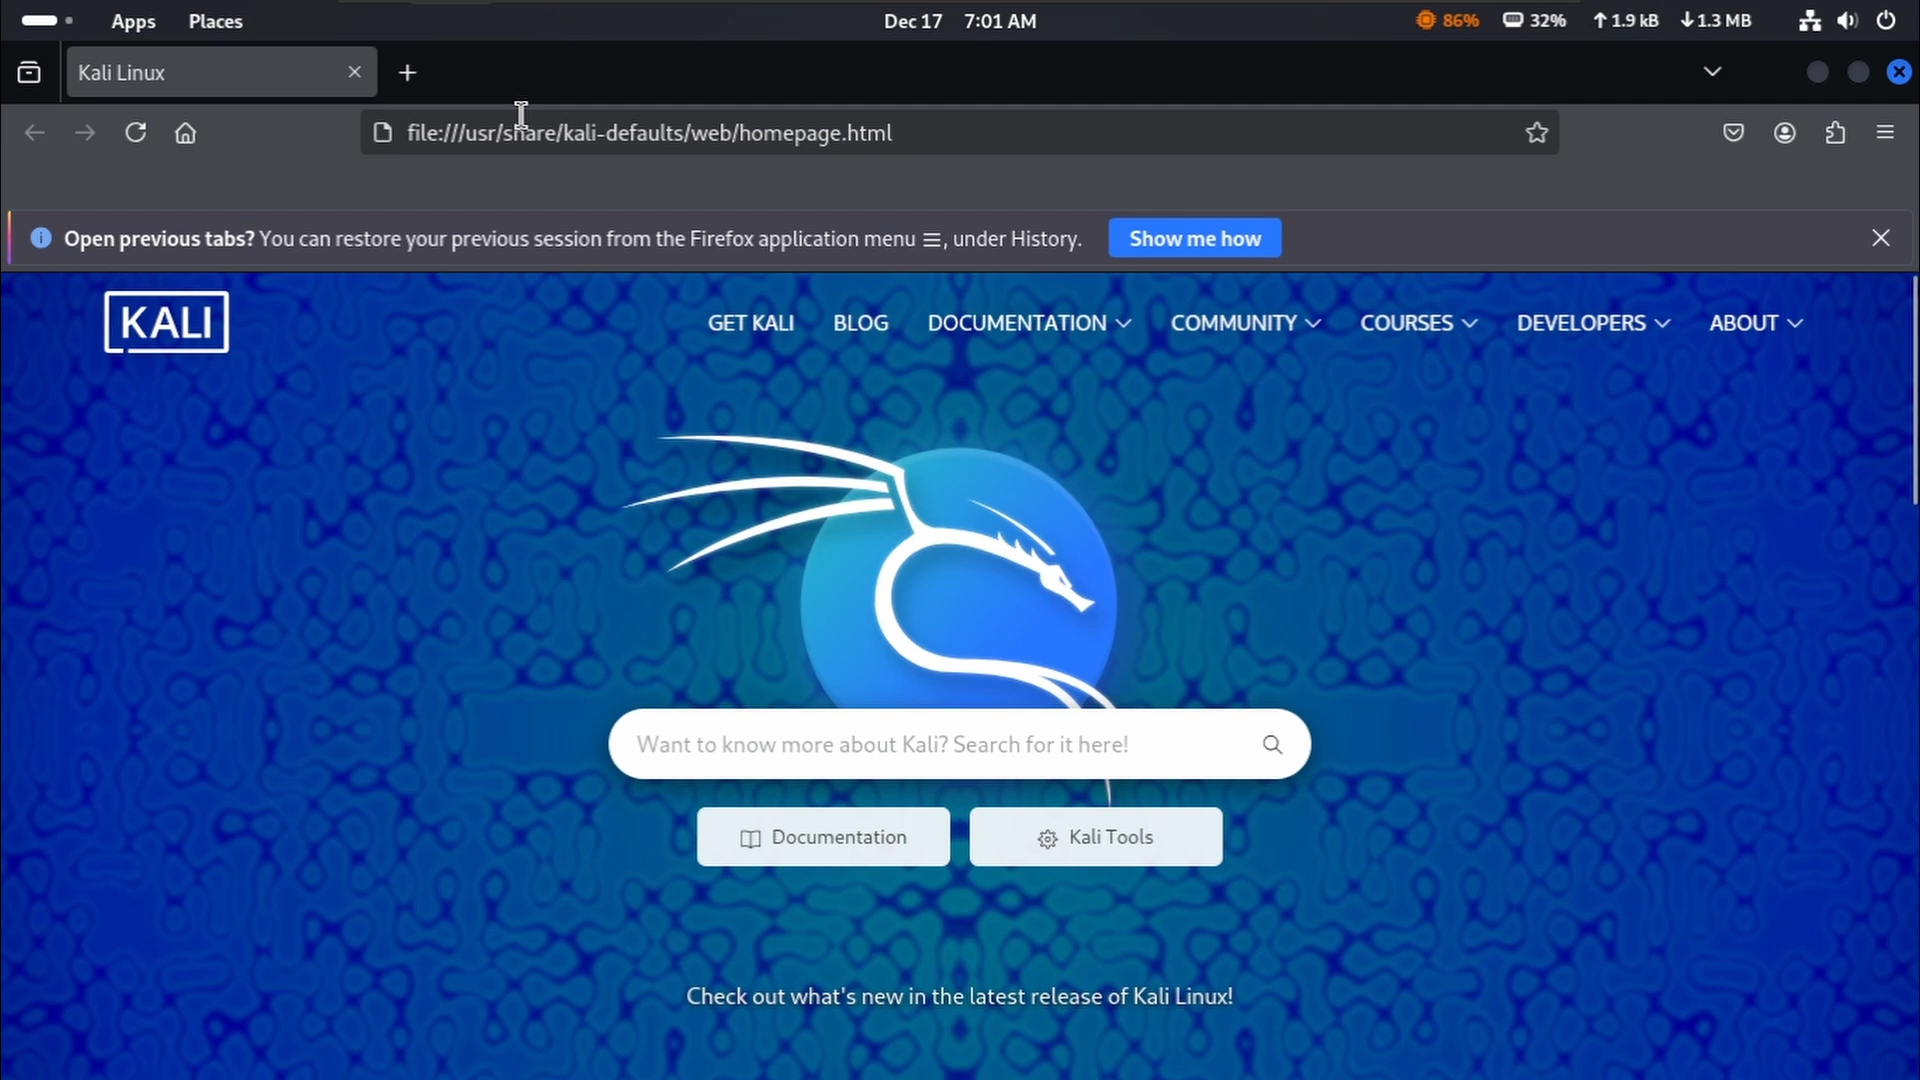 Apps Places Dec 17 7:01 AM 86% 32% 1.9 kB 1.3 MB
Kali Linux
file:///usr/share/kali-defaults/web/homepage.html
Open previous tabs? You can restore your previous session from the Firefox application menu ☰, under History. Show me how
KALI GET KALI BLOG DOCUMENTATION COMMUNITY COURSES DEVELOPERS ABOUT
Want to know more about Kali? Search for it here!
Documentation Kali Tools
Check out what's new in the latest release of Kali Linux!